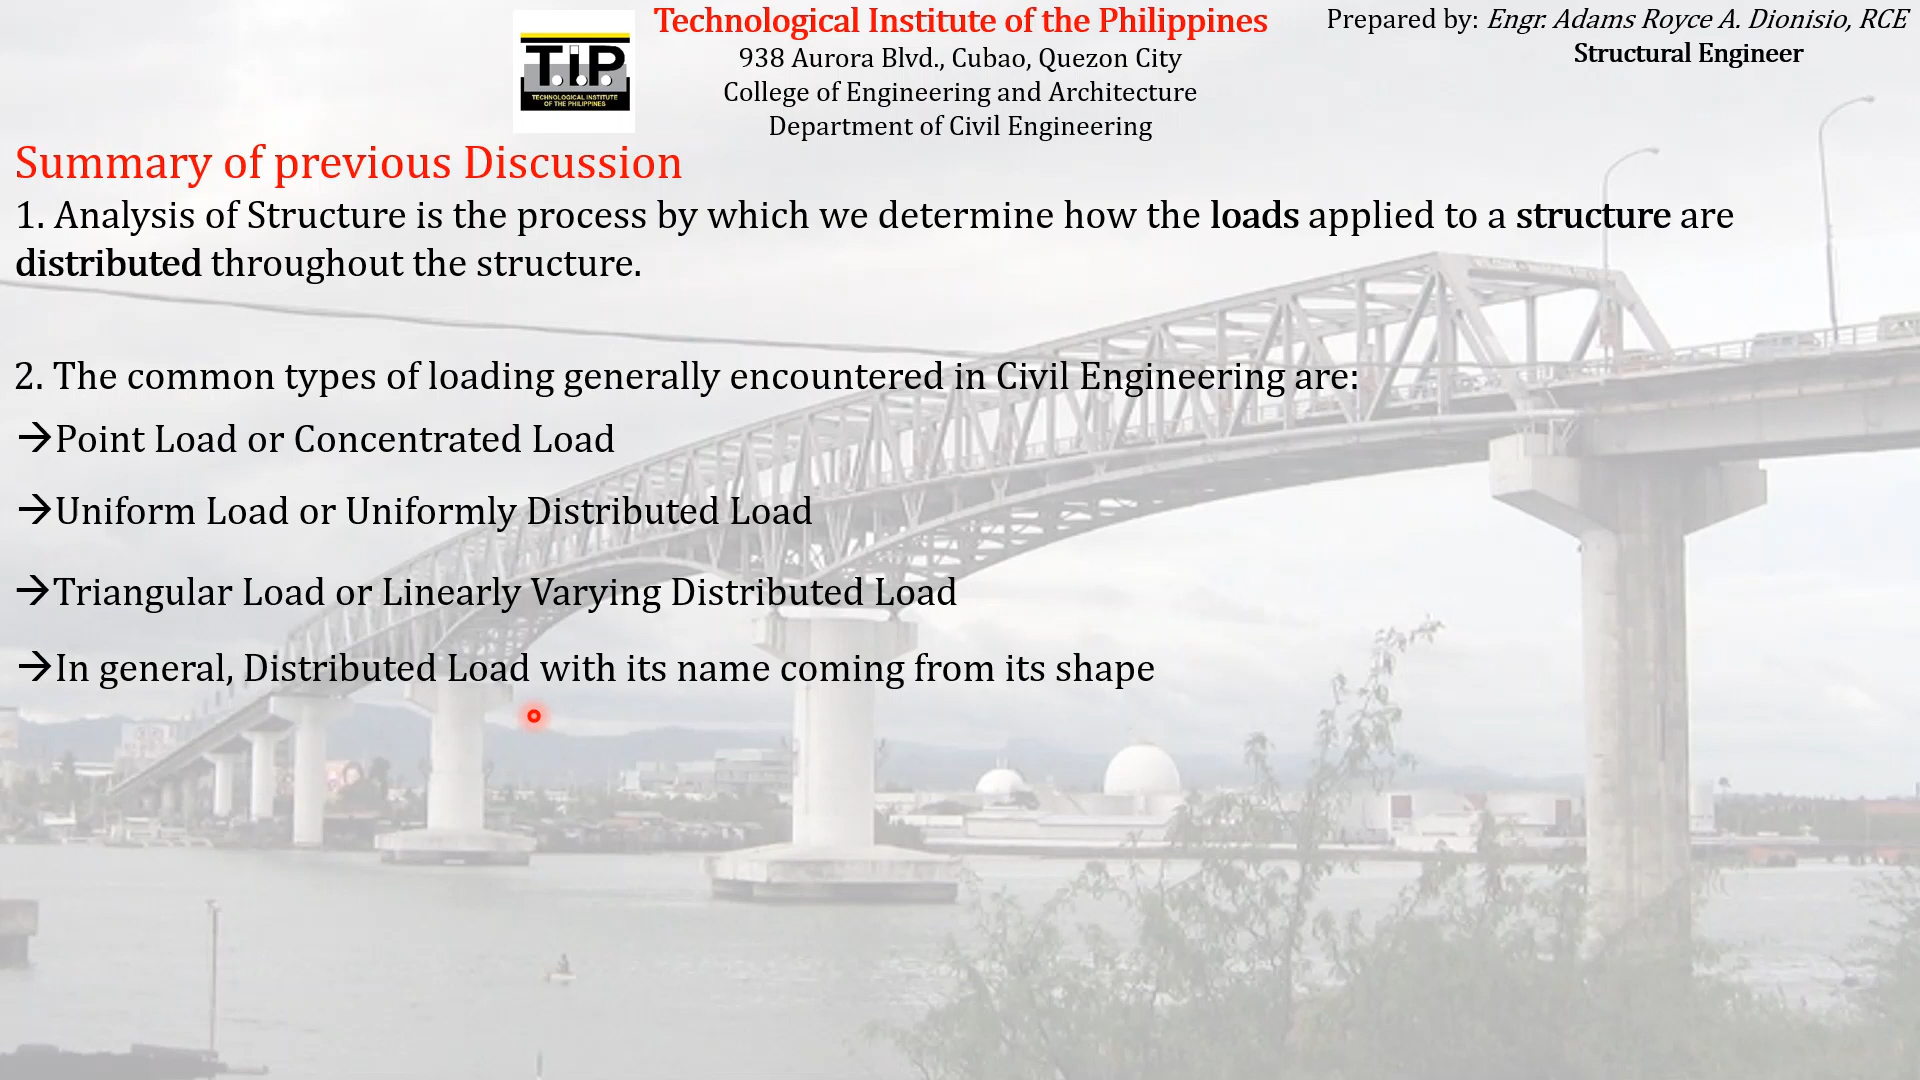 T.I.P
TECHNOLOGICAL INSTITUTE
OF THE PHILIPPINES
Technological Institute of the Philippines
938 Aurora Blvd., Cubao, Quezon City
College of Engineering and Architecture
Department of Civil Engineering
Prepared by: Engr. Adams Royce A. Dionisio, RCE
Structural Engineer
Summary of previous Discussion
1. Analysis of Structure is the process by which we determine how the loads applied to a structure are
distributed throughout the structure.
2. The common types of loading generally encountered in Civil Engineering are:
→Point Load or Concentrated Load
→Uniform Load or Uniformly Distributed Load
→Triangular Load or Linearly Varying Distributed Load
→In general, Distributed Load with its name coming from its shape